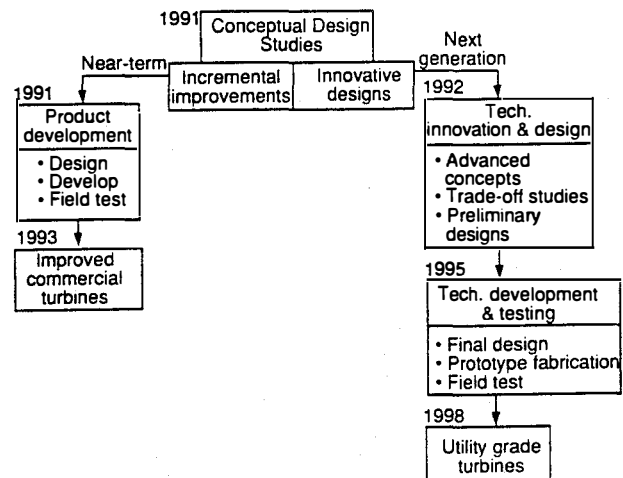 1991
Conceptual Design
Studies
Near-term
Incremental
improvements
Innovative
designs
Next
generation
1991
Product
development
• Design
• Develop
• Field test
1993
Improved
commercial
turbines
1992
Tech.
innovation & design
• Advanced
concepts
• Trade-off studies
• Preliminary
designs
1995
Tech. development
& testing
• Final design
• Prototype fabrication
• Field test
1998
Utility grade
turbines